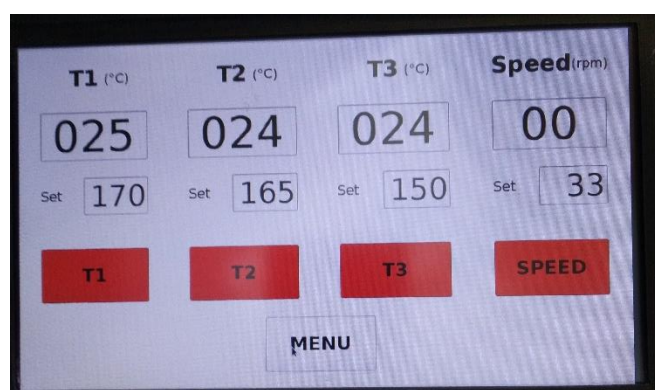 T1 (°C) T2 (°C) T3 (°C) Speed(rpm)
025 024 024 00
Set 170 Set 165 Set 150 Set 33
T1 T2 T3 SPEED
MENU